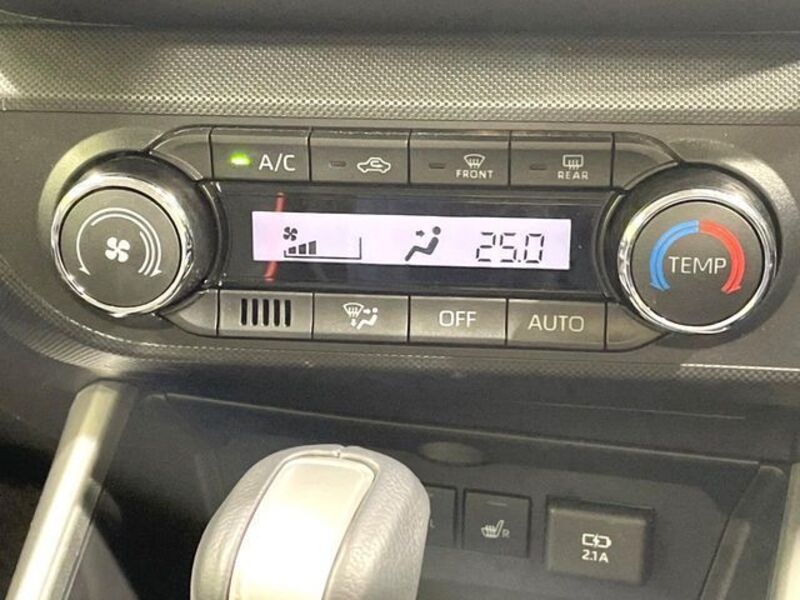 A/C
FRONT
REAR
25.0
TEMP
OFF
AUTO
L
R
2.1A